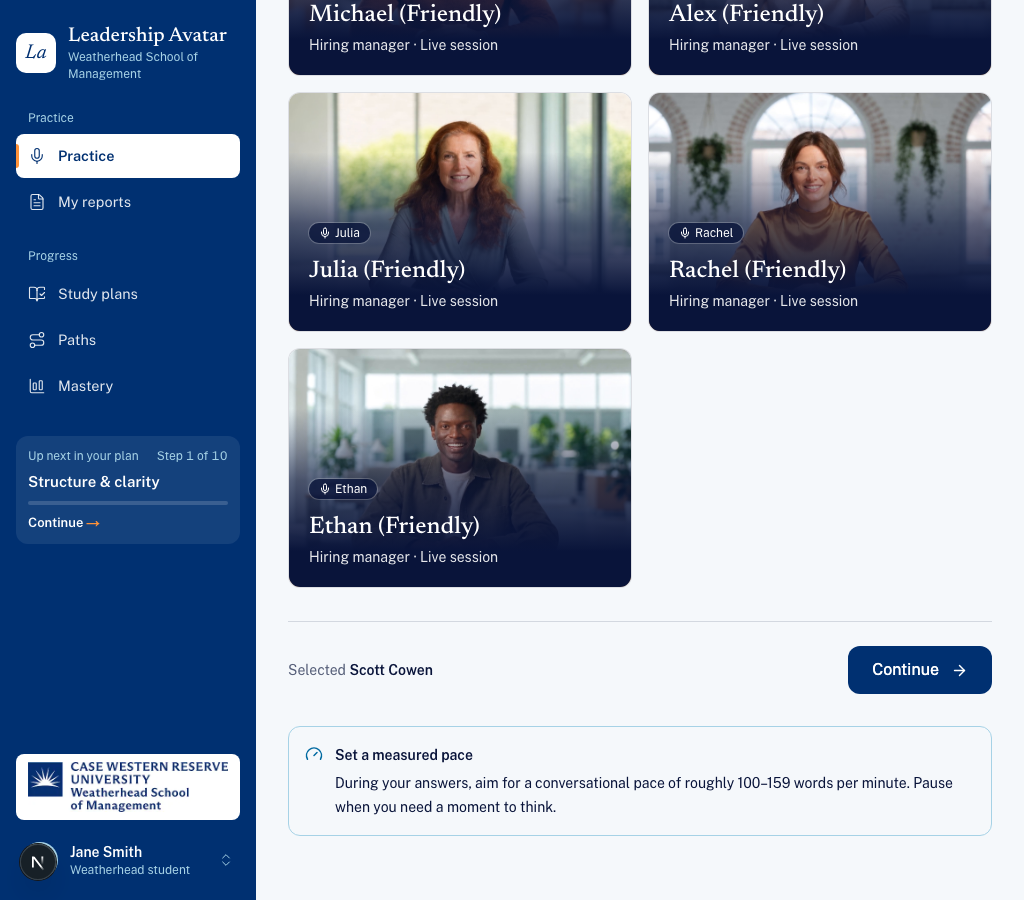 La
Leadership Avatar
Weatherhead School of
Management
Practice
Practice
My reports
Progress
Study plans
Paths
Mastery
Up next in your plan
Step 1 of 10
Structure & clarity
Continue →
CASE WESTERN RESERVE
UNIVERSITY
Weatherhead School
of Management
N
Jane Smith
Weatherhead student
Michael (Friendly)
Hiring manager · Live session
Alex (Friendly)
Hiring manager · Live session
Julia
Julia (Friendly)
Hiring manager · Live session
Rachel
Rachel (Friendly)
Hiring manager · Live session
Ethan
Ethan (Friendly)
Hiring manager · Live session
Selected Scott Cowen
Continue →
Set a measured pace
During your answers, aim for a conversational pace of roughly 100–159 words per minute. Pause
when you need a moment to think.